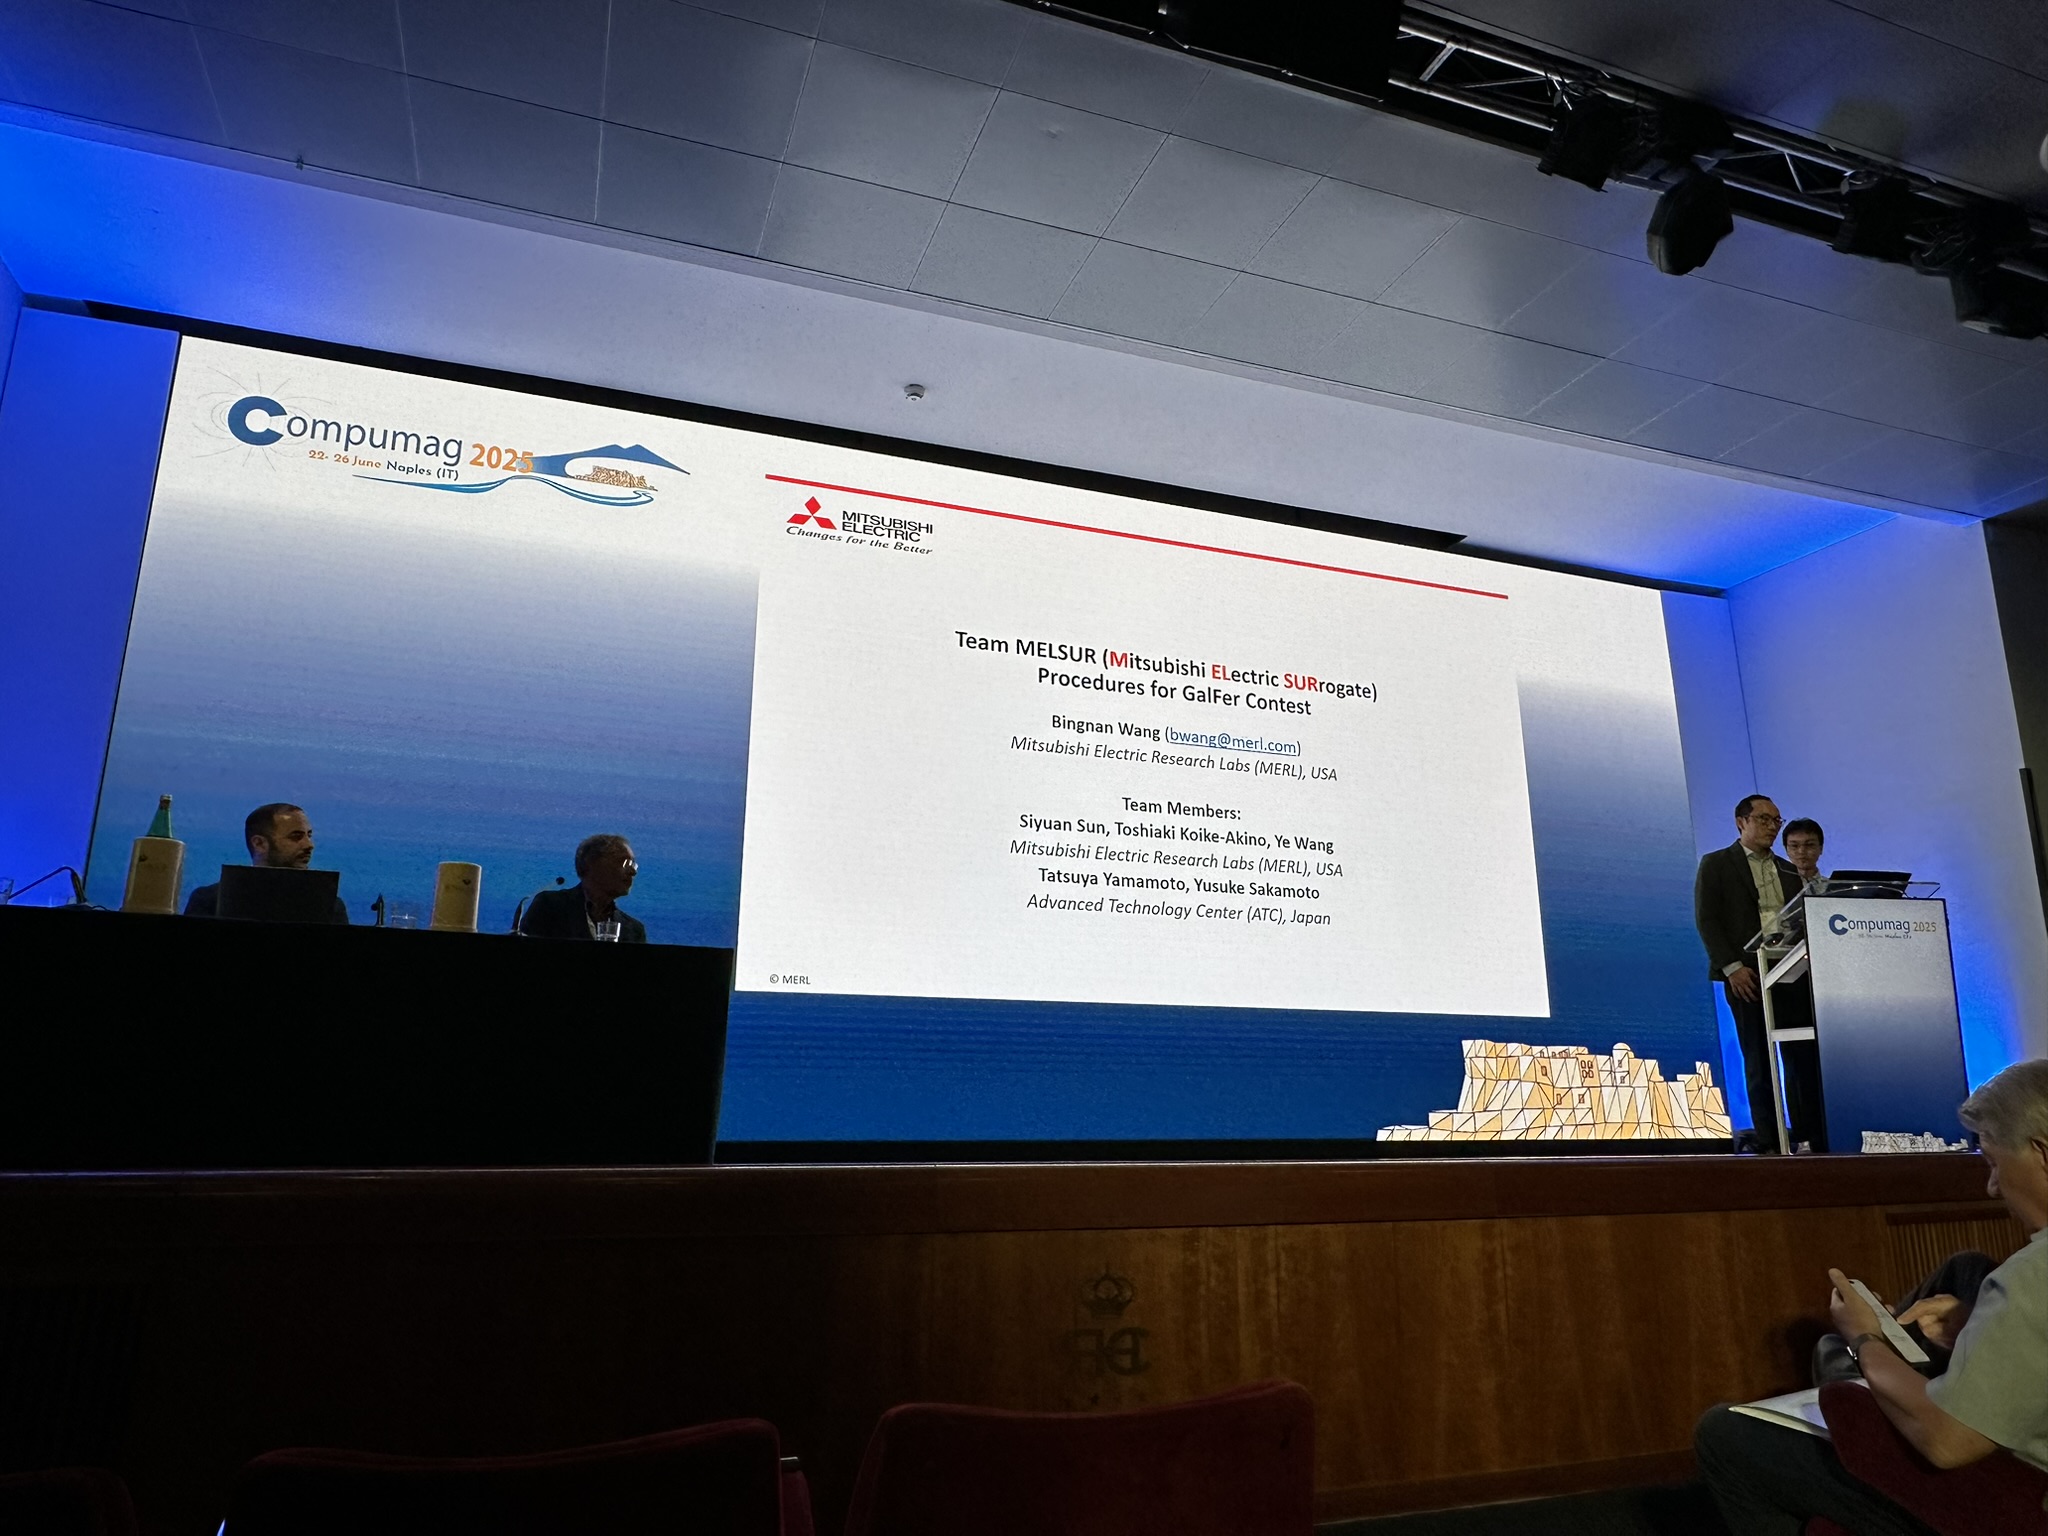 Compumag 2025
22- 26 June Naples (IT)
MITSUBISHI
ELECTRIC
Changes for the Better
Team MELSUR (Mitsubishi ELectric SURrogate)
Procedures for GalFer Contest
Bingnan Wang (bwang@merl.com)
Mitsubishi Electric Research Labs (MERL), USA
Team Members:
Siyuan Sun, Toshiaki Koike-Akino, Ye Wang
Mitsubishi Electric Research Labs (MERL), USA
Tatsuya Yamamoto, Yusuke Sakamoto
Advanced Technology Center (ATC), Japan
© MERL
Compumag 2025